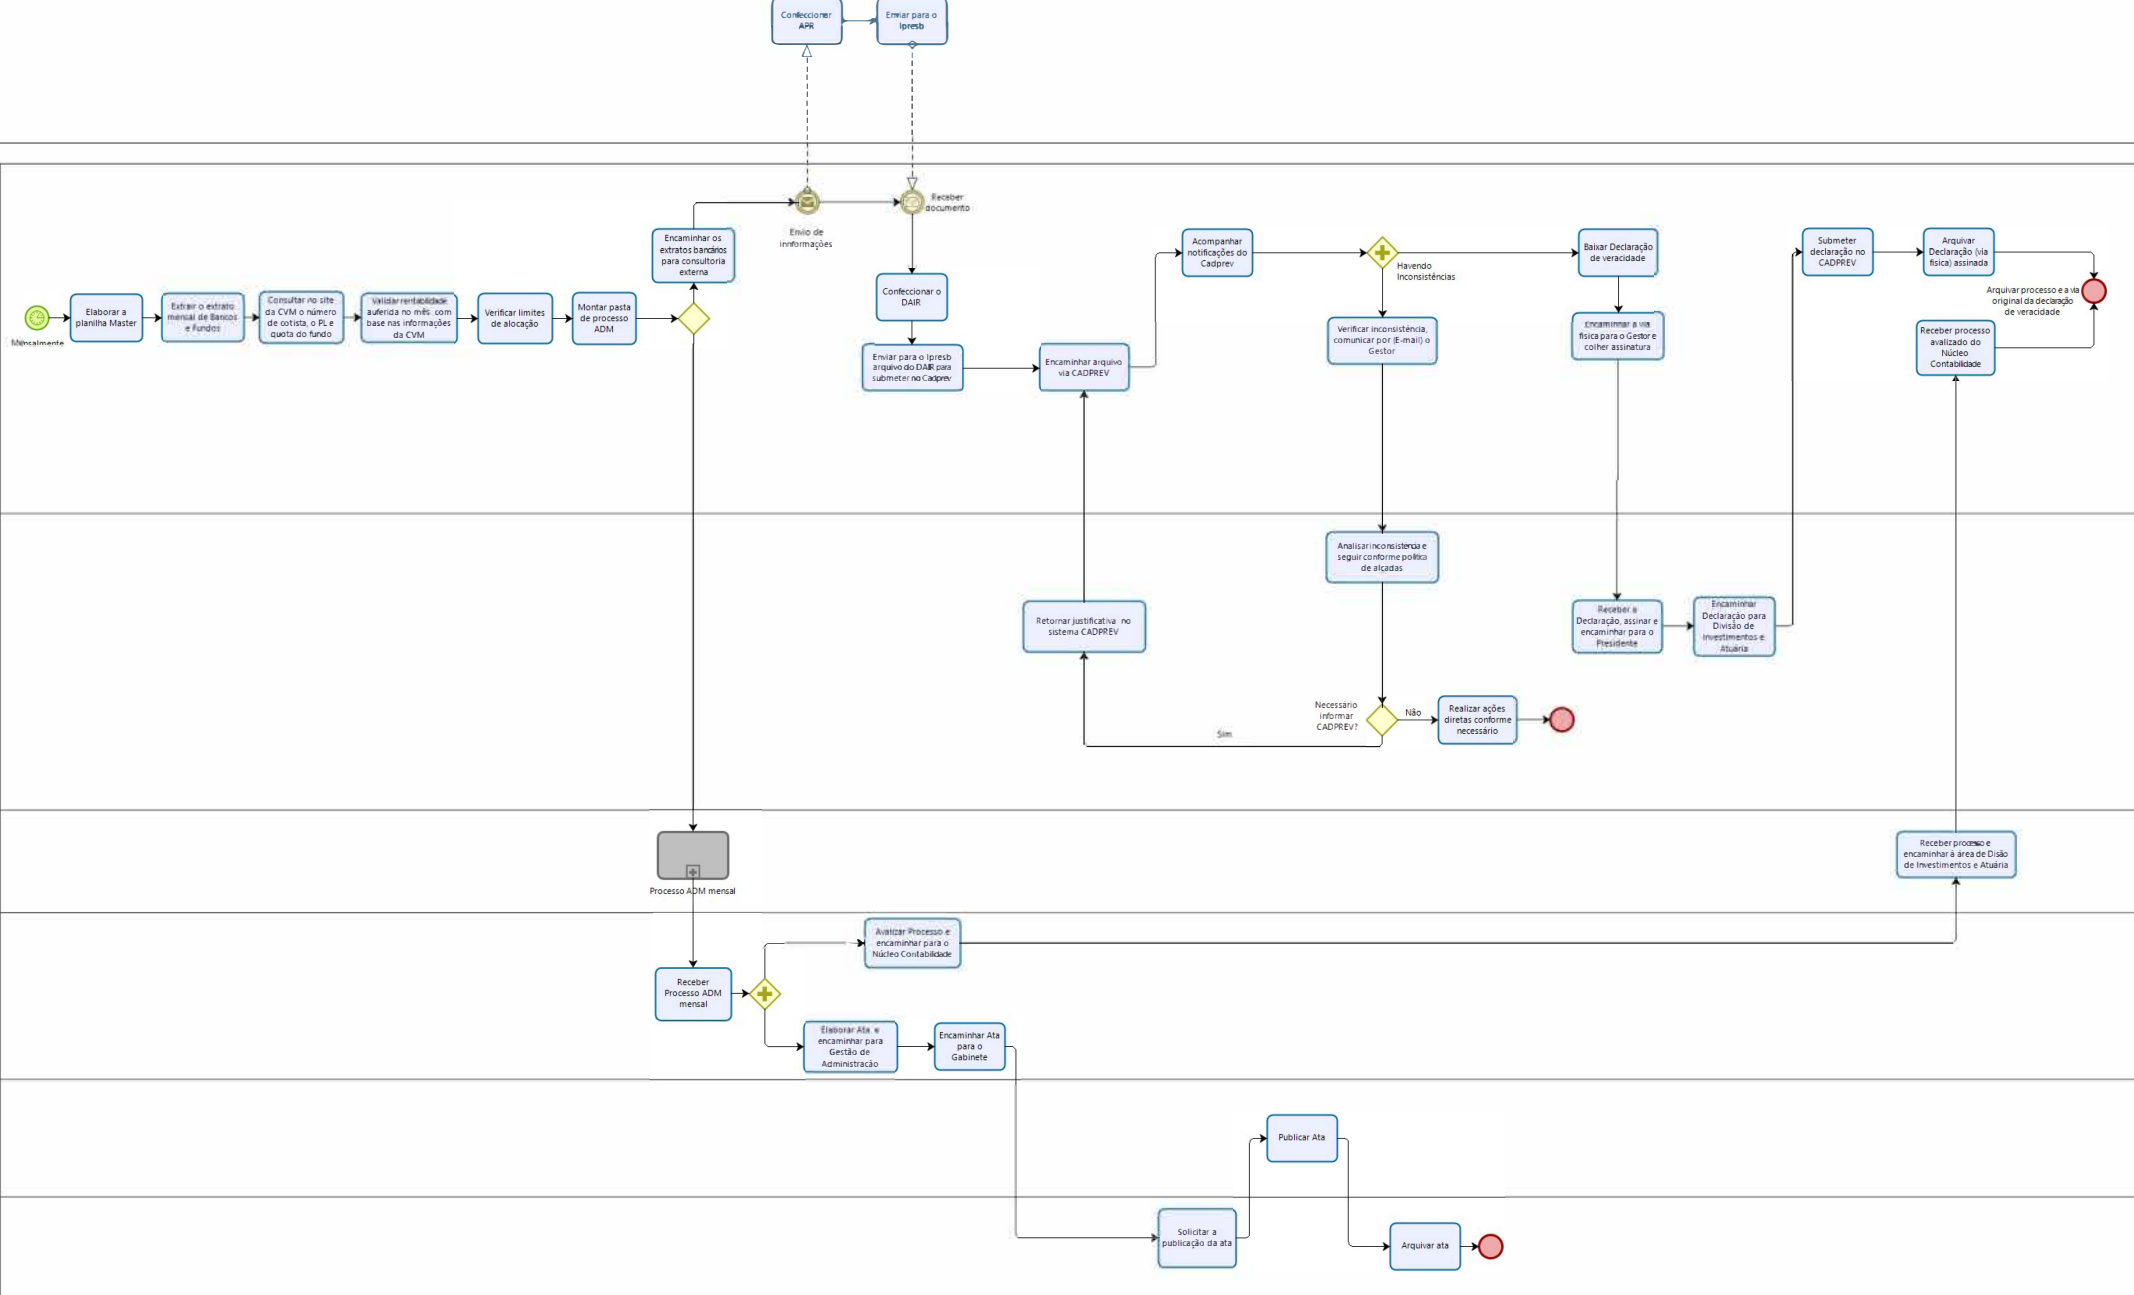 Confeccionar
APR
Enviar para o
Ipresb
Receber
documento
Envio de
innformações
Encaminhar os
extratos bancários
para consultoria
externa
Mensalmente
Elaborar a
planilha Master
Extrair o extrato
mensal de Bancos
e Fundos
Consultar no site
da CVM o número
de cotista, o PL e
quota do fundo
Validar rentabilidade
auferida no mês com
base nas informações
da CVM
Verificar limites
de alocação
Montar pasta
de processo
ADM
Confeccionar o
DAIR
Enviar para o Ipresb
arquivo do DAIR para
submeter no Cadprev
Encaminhar arquivo
via CADPREV
Acompanhar
notificações do
Cadprev
Havendo
Inconsistências
Verificar inconsistência,
comunicar por (E-mail) o
Gestor
Baixar Declaração
de veracidade
Encaminhar a via
física para o Gestor e
colher assinatura
Submeter
declaração no
CADPREV
Arquivar
Declaração (via
física) assinada
Arquivar processo e a via
original da declaração
de veracidade
Receber processo
avalizado do
Núcleo
Contabilidade
Analisar inconsistencia e
seguir conforme politica
de alçadas
Retornar justificativa no
sistema CADPREV
Receber a
Declaração, assinar e
encaminhar para o
Presidente
Encaminhar
Declaração para
Divisão de
Investimentos e
Atuária
Necessário
informar
CADPREV?
Não
Sim
Realizar ações
diretas conforme
necessário
Processo ADM mensal
Receber processo e
encaminhar à área de Disão
de Investimentos e Atuária
Avalizar Processo e
encaminhar para o
Núcleo Contabilidade
Receber
Processo ADM
mensal
Elaborar Ata e
encaminhar para
Gestão de
Administração
Encaminhar Ata
para o
Gabinete
Publicar Ata
Solicitar a
publicação da ata
Arquivar ata